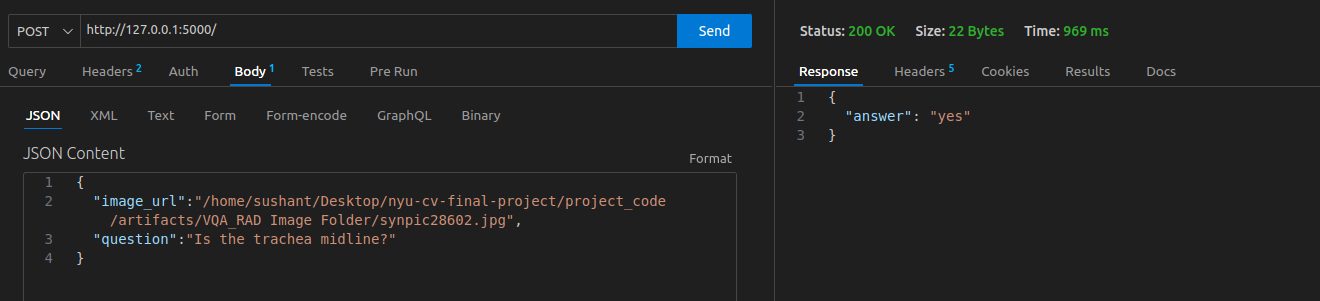 POST http://127.0.0.1:5000/ Send
Query Headers 2 Auth Body 1 Tests Pre Run
JSON XML Text Form Form-encode GraphQL Binary
JSON Content Format
1 {
2 "image_url":"/home/sushant/Desktop/nyu-cv-final-project/project_code
/artifacts/VQA_RAD Image Folder/synpic28602.jpg",
3 "question":"Is the trachea midline?"
4 }
Status: 200 OK Size: 22 Bytes Time: 969 ms
Response Headers 5 Cookies Results Docs
1 {
2 "answer": "yes"
3 }